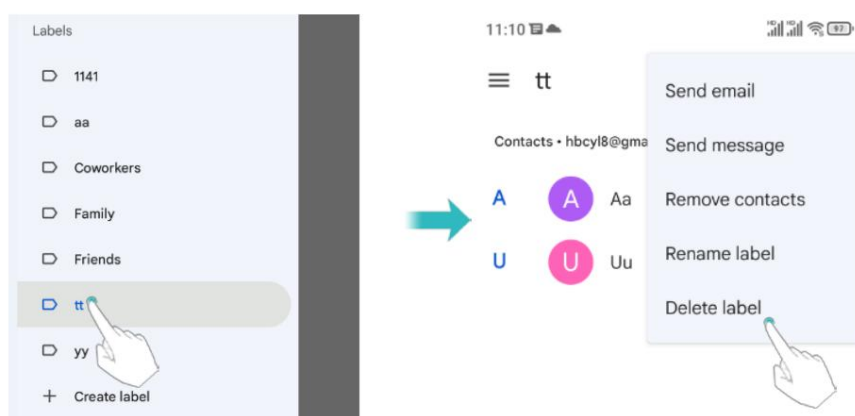 Labels
1141
aa
Coworkers
Family
Friends
tt
yy
Create label
11:10
tt
Contacts • hbcyl8@gma
A
A Aa
U
U Uu
Send email
Send message
Remove contacts
Rename label
Delete label